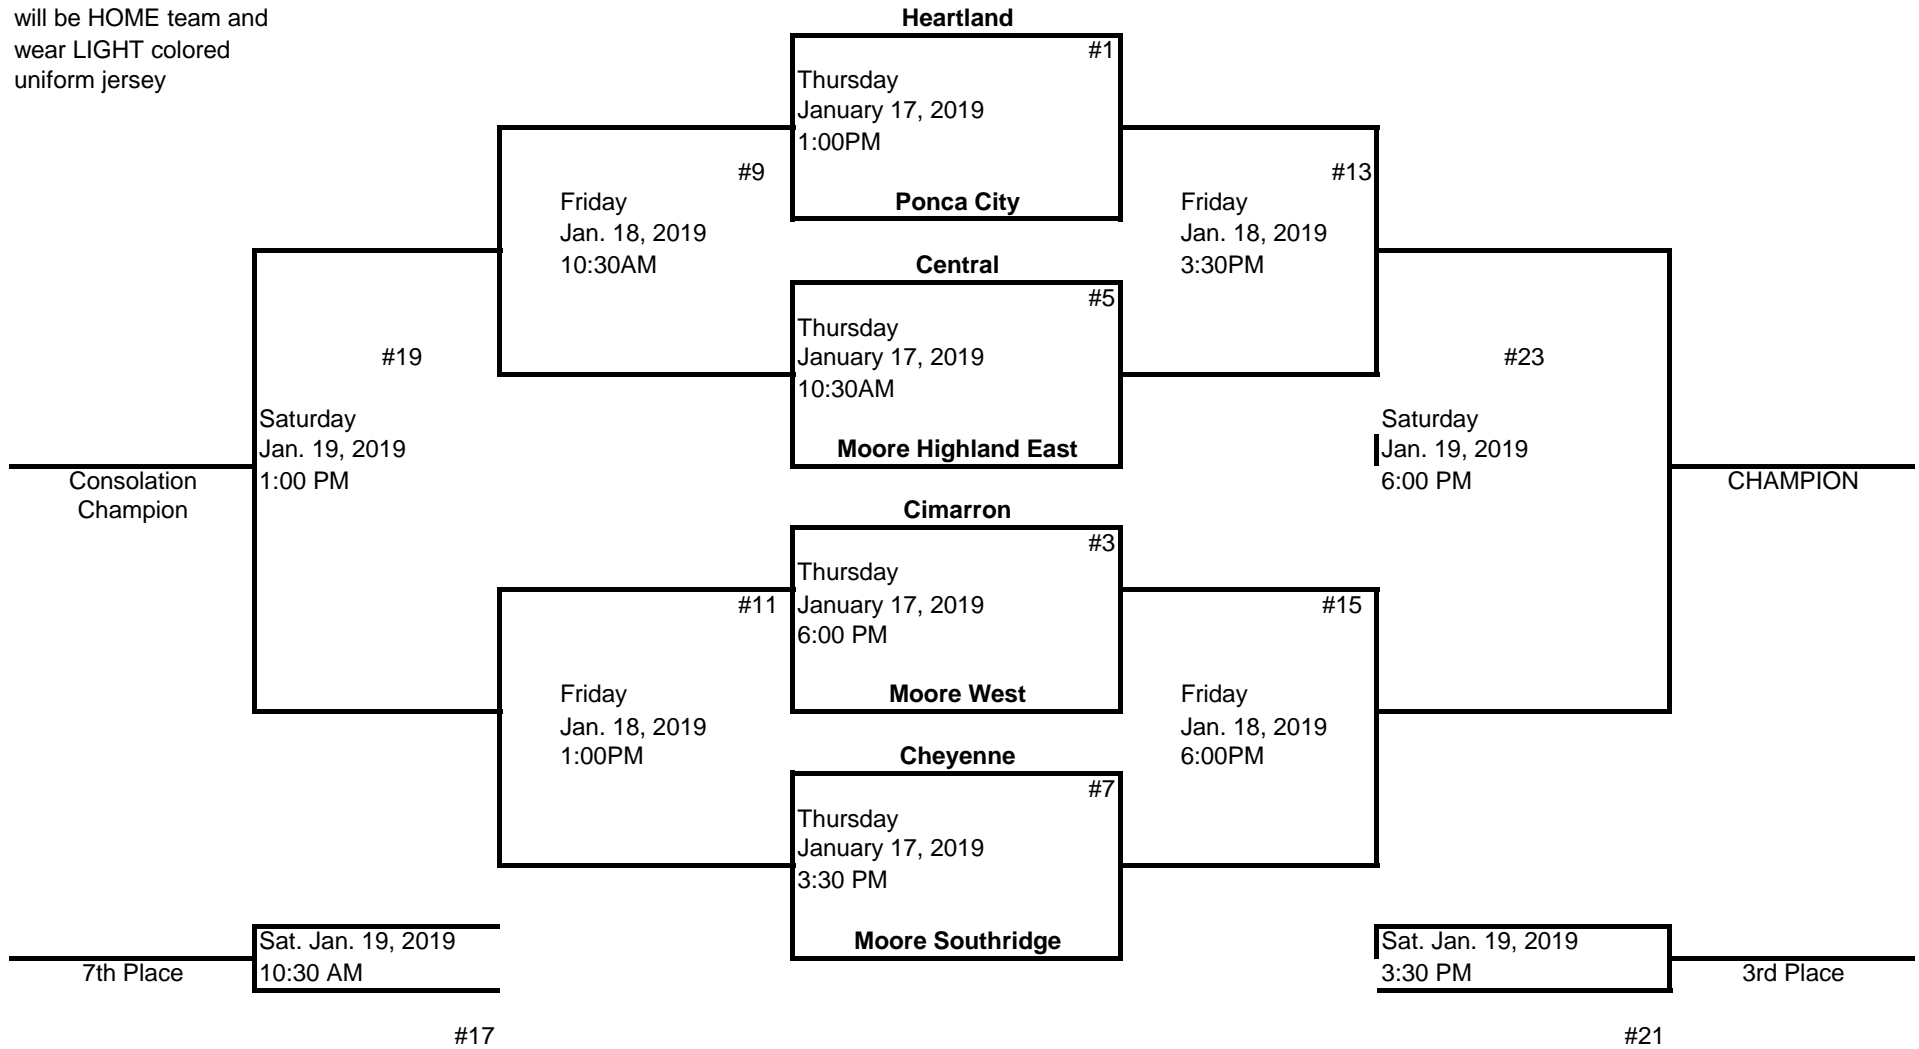 will be HOME team and
wear LIGHT colored
uniform jersey
Heartland
#1
Thursday
January 17, 2019
1:00PM
Ponca City
#9
Friday
Jan. 18, 2019
10:30AM
#13
Friday
Jan. 18, 2019
3:30PM
Central
#5
Thursday
January 17, 2019
10:30AM
Moore Highland East
#19
Saturday
Jan. 19, 2019
1:00 PM
Consolation
Champion
#23
Saturday
Jan. 19, 2019
6:00 PM
CHAMPION
Cimarron
#3
Thursday
January 17, 2019
6:00 PM
Moore West
#11
Friday
Jan. 18, 2019
1:00PM
#15
Friday
Jan. 18, 2019
6:00PM
Cheyenne
#7
Thursday
January 17, 2019
3:30 PM
Moore Southridge
Sat. Jan. 19, 2019
10:30 AM
7th Place
#17
Sat. Jan. 19, 2019
3:30 PM
3rd Place
#21